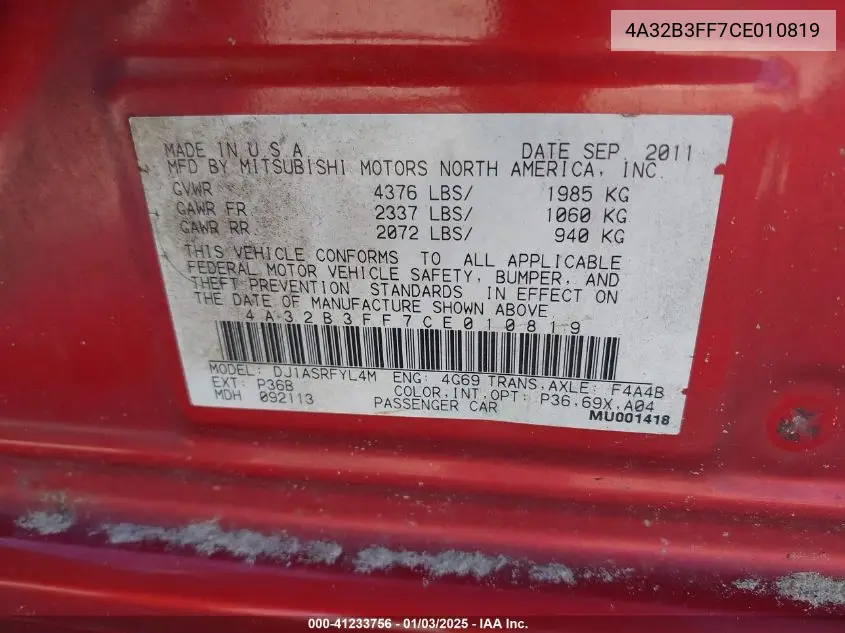 4A32B3FF7CE010819
MADE IN U S A DATE SEP 2011
MFD BY MITSUBISHI MOTORS NORTH AMERICA, INC.
GVWR 4376 LBS/ 1985 KG
GAWR FR 2337 LBS/ 1060 KG
GAWR RR 2072 LBS/ 940 KG
THIS VEHICLE CONFORMS TO ALL APPLICABLE
FEDERAL MOTOR VEHICLE SAFETY, BUMPER, AND
THEFT PREVENTION STANDARDS IN EFFECT ON
THE DATE OF MANUFACTURE SHOWN ABOVE
4A32B3FF7CE010819
MODEL: DJ1ASRFYL4M ENG: 4G69 TRANS,AXLE: F4A4B
EXT: P36B COLOR,INT,OPT: P36,69X,A04
MDH 092113 PASSENGER CAR
MU001418
000-41233756 - 01/03/2025 - IAA Inc.